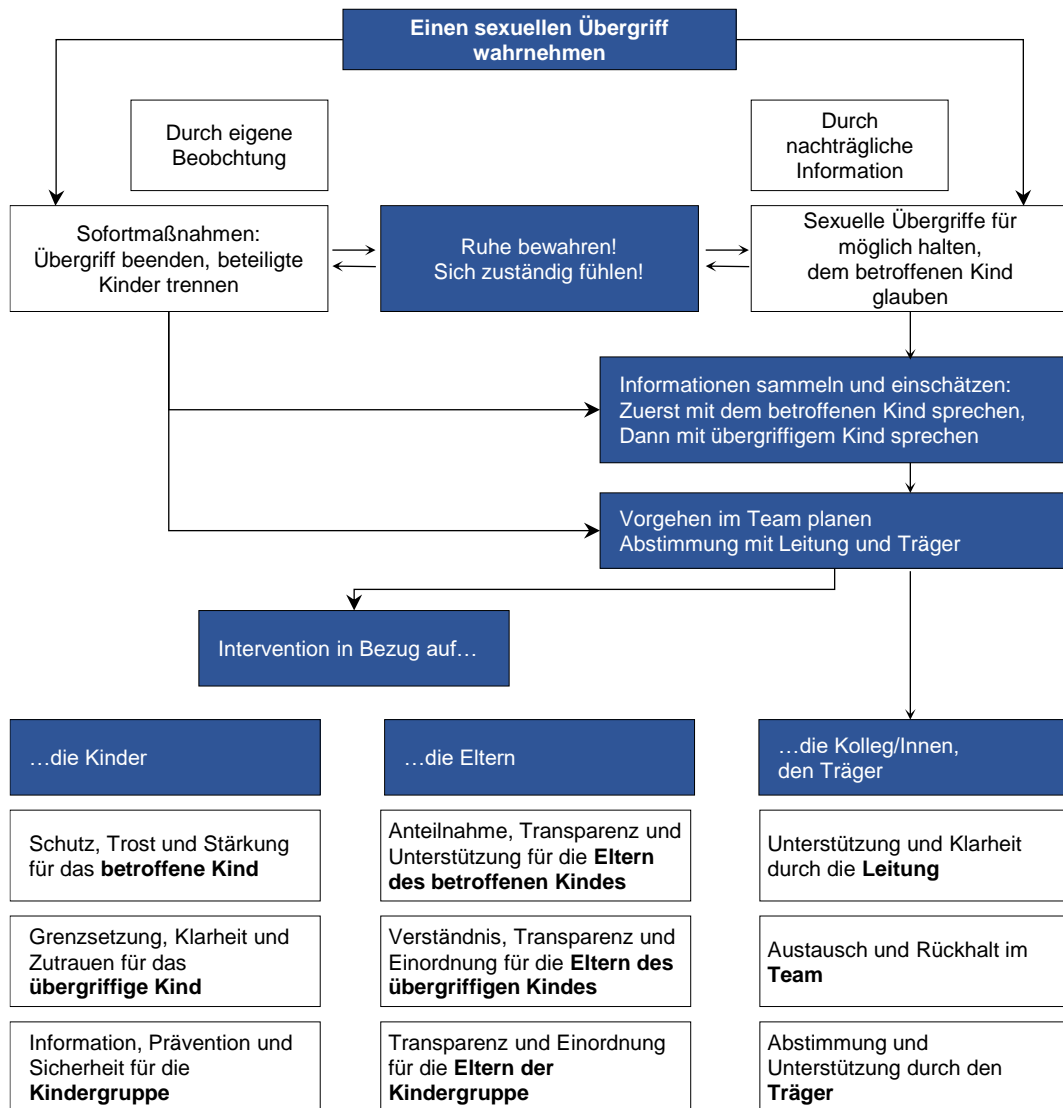 Einen sexuellen Übergriff
wahrnehmen
Durch eigene
Beobchtung
Durch
nachträgliche
Information
Sofortmaßnahmen:
Übergriff beenden, beteiligte
Kinder trennen
Ruhe bewahren!
Sich zuständig fühlen!
Sexuelle Übergriffe für
möglich halten,
dem betroffenen Kind
glauben
Informationen sammeln und einschätzen:
Zuerst mit dem betroffenen Kind sprechen,
Dann mit übergriffigem Kind sprechen
Vorgehen im Team planen
Abstimmung mit Leitung und Träger
Intervention in Bezug auf…
…die Kinder
…die Eltern
…die Kolleg/Innen,
den Träger
Schutz, Trost und Stärkung
für das betroffene Kind
Anteilnahme, Transparenz und
Unterstützung für die Eltern
des betroffenen Kindes
Unterstützung und Klarheit
durch die Leitung
Grenzsetzung, Klarheit und
Zutrauen für das
übergriffige Kind
Verständnis, Transparenz und
Einordnung für die Eltern des
übergriffigen Kindes
Austausch und Rückhalt im
Team
Information, Prävention und
Sicherheit für die
Kindergruppe
Transparenz und Einordnung
für die Eltern der
Kindergruppe
Abstimmung und
Unterstützung durch den
Träger